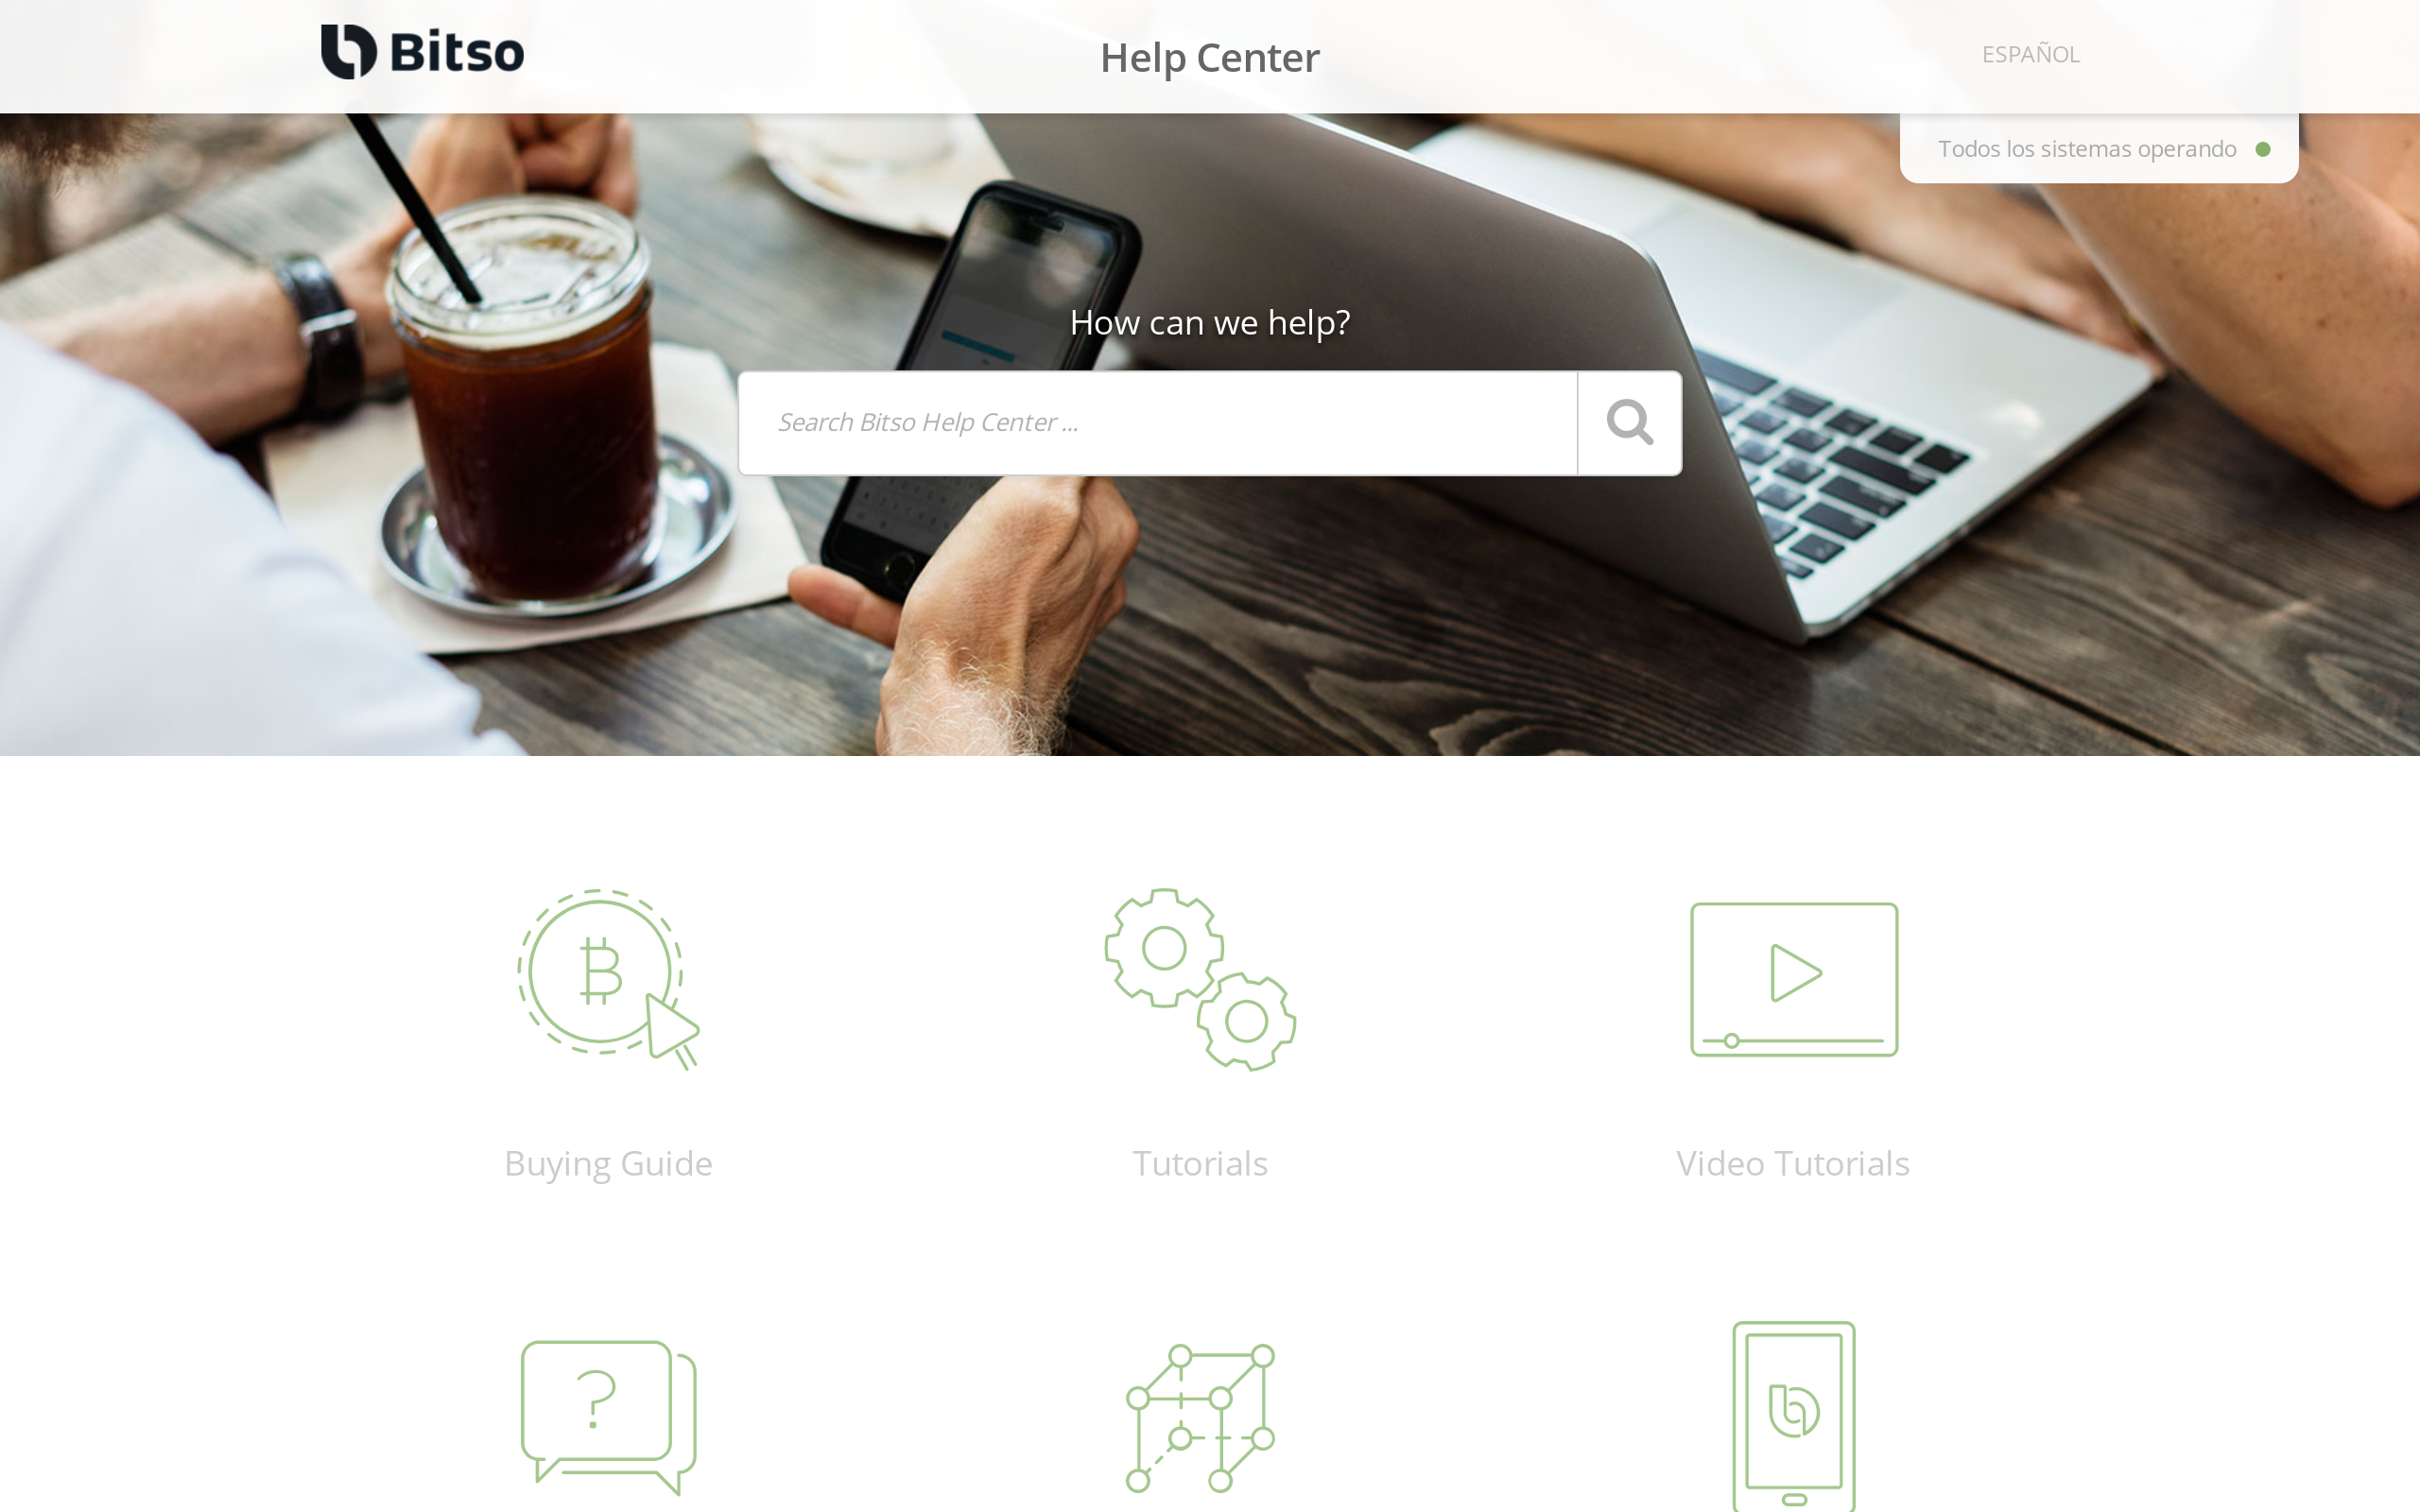 Bitso
Help Center
ESPAÑOL
Todos los sistemas operando
How can we help?
Search Bitso Help Center ...
Buying Guide
Tutorials
Video Tutorials